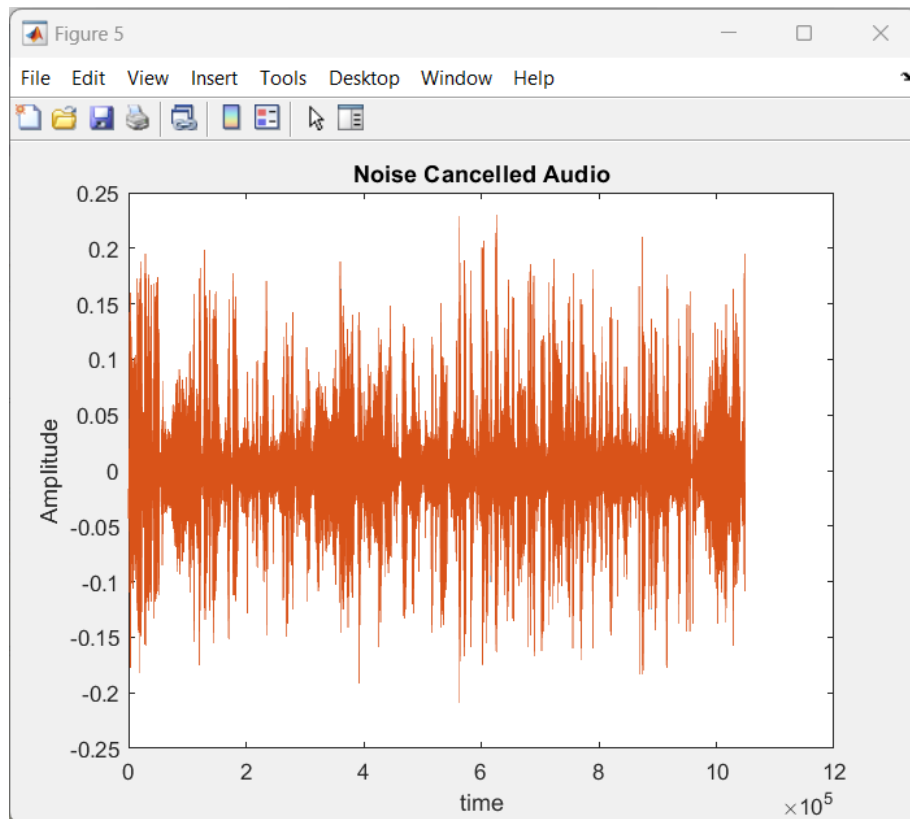 Figure 5
File Edit View Insert Tools Desktop Window Help
Noise Cancelled Audio
0.25
0.2
0.15
0.1
0.05
0
-0.05
-0.1
-0.15
-0.2
-0.25
Amplitude
0 2 4 6 8 10 12
time
×10⁵